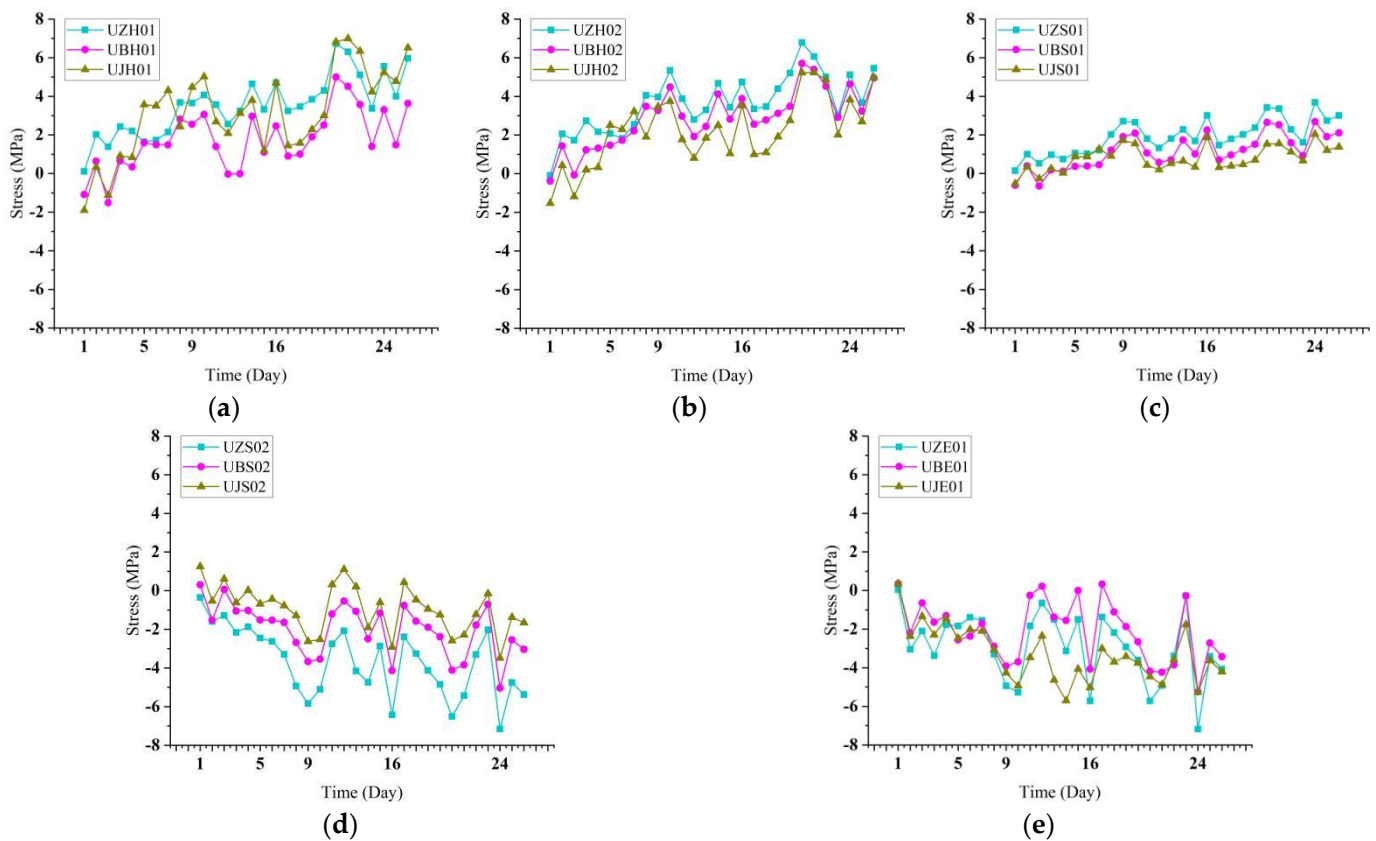 8
6
4
2
0
-2
-4
-6
-8
Stress (MPa)
UZH01
UBH01
UJH01
1 5 9 16 24
Time (Day)
(a)
8
6
4
2
0
-2
-4
-6
-8
Stress (MPa)
UZH02
UBH02
UJH02
1 5 9 16 24
Time (Day)
(b)
8
6
4
2
0
-2
-4
-6
-8
Stress (MPa)
UZS01
UBS01
UJS01
1 5 9 16 24
Time (Day)
(c)
8
6
4
2
0
-2
-4
-6
-8
Stress (MPa)
UZS02
UBS02
UJS02
1 5 9 16 24
Time (Day)
(d)
8
6
4
2
0
-2
-4
-6
-8
Stress (MPa)
UZE01
UBE01
UJE01
1 5 9 16 24
Time (Day)
(e)